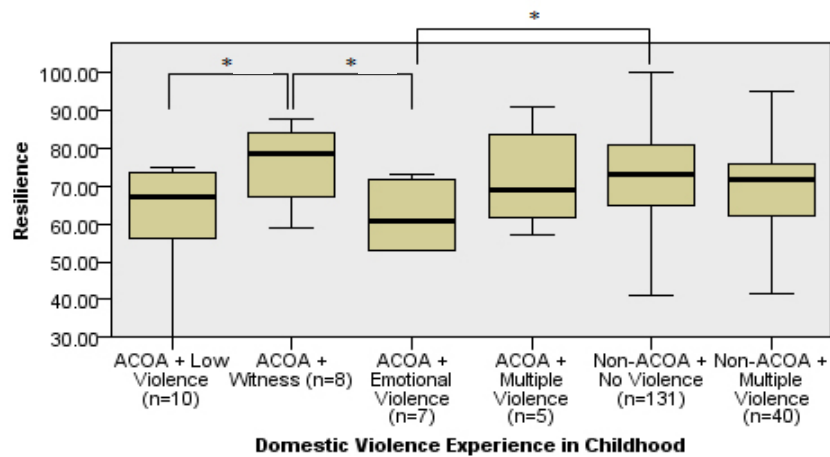 *
* *
100.00
90.00
80.00
70.00
60.00
50.00
40.00
30.00
Resilience
ACOA + Low
Violence
(n=10)
ACOA +
Witness (n=8)
ACOA +
Emotional
Violence
(n=7)
ACOA +
Multiple
Violence
(n=5)
Non-ACOA +
No Violence
(n=131)
Non-ACOA +
Multiple
Violence
(n=40)
Domestic Violence Experience in Childhood